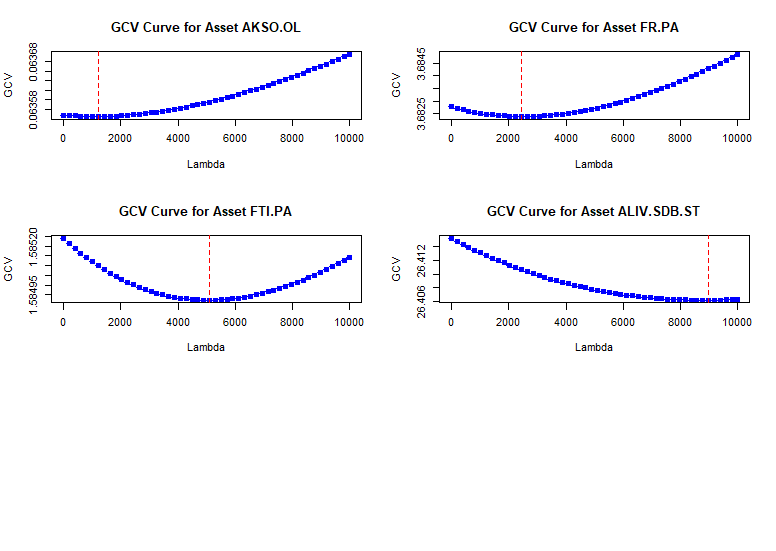 GCV Curve for Asset AKSO.OL
GCV
0.06358 0.06368
0 2000 4000 6000 8000 10000
Lambda
GCV Curve for Asset FR.PA
GCV
3.6825 3.6845
0 2000 4000 6000 8000 10000
Lambda
GCV Curve for Asset FTI.PA
GCV
1.58495 1.58520
0 2000 4000 6000 8000 10000
Lambda
GCV Curve for Asset ALIV.SDB.ST
GCV
26.406 26.412
0 2000 4000 6000 8000 10000
Lambda